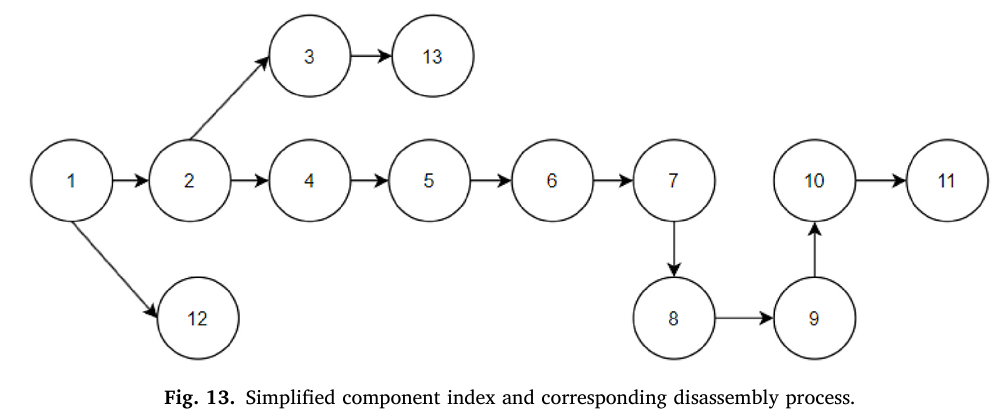 3 13
1 2 4 5 6 7 10 11
12 8 9
Fig. 13. Simplified component index and corresponding disassembly process.